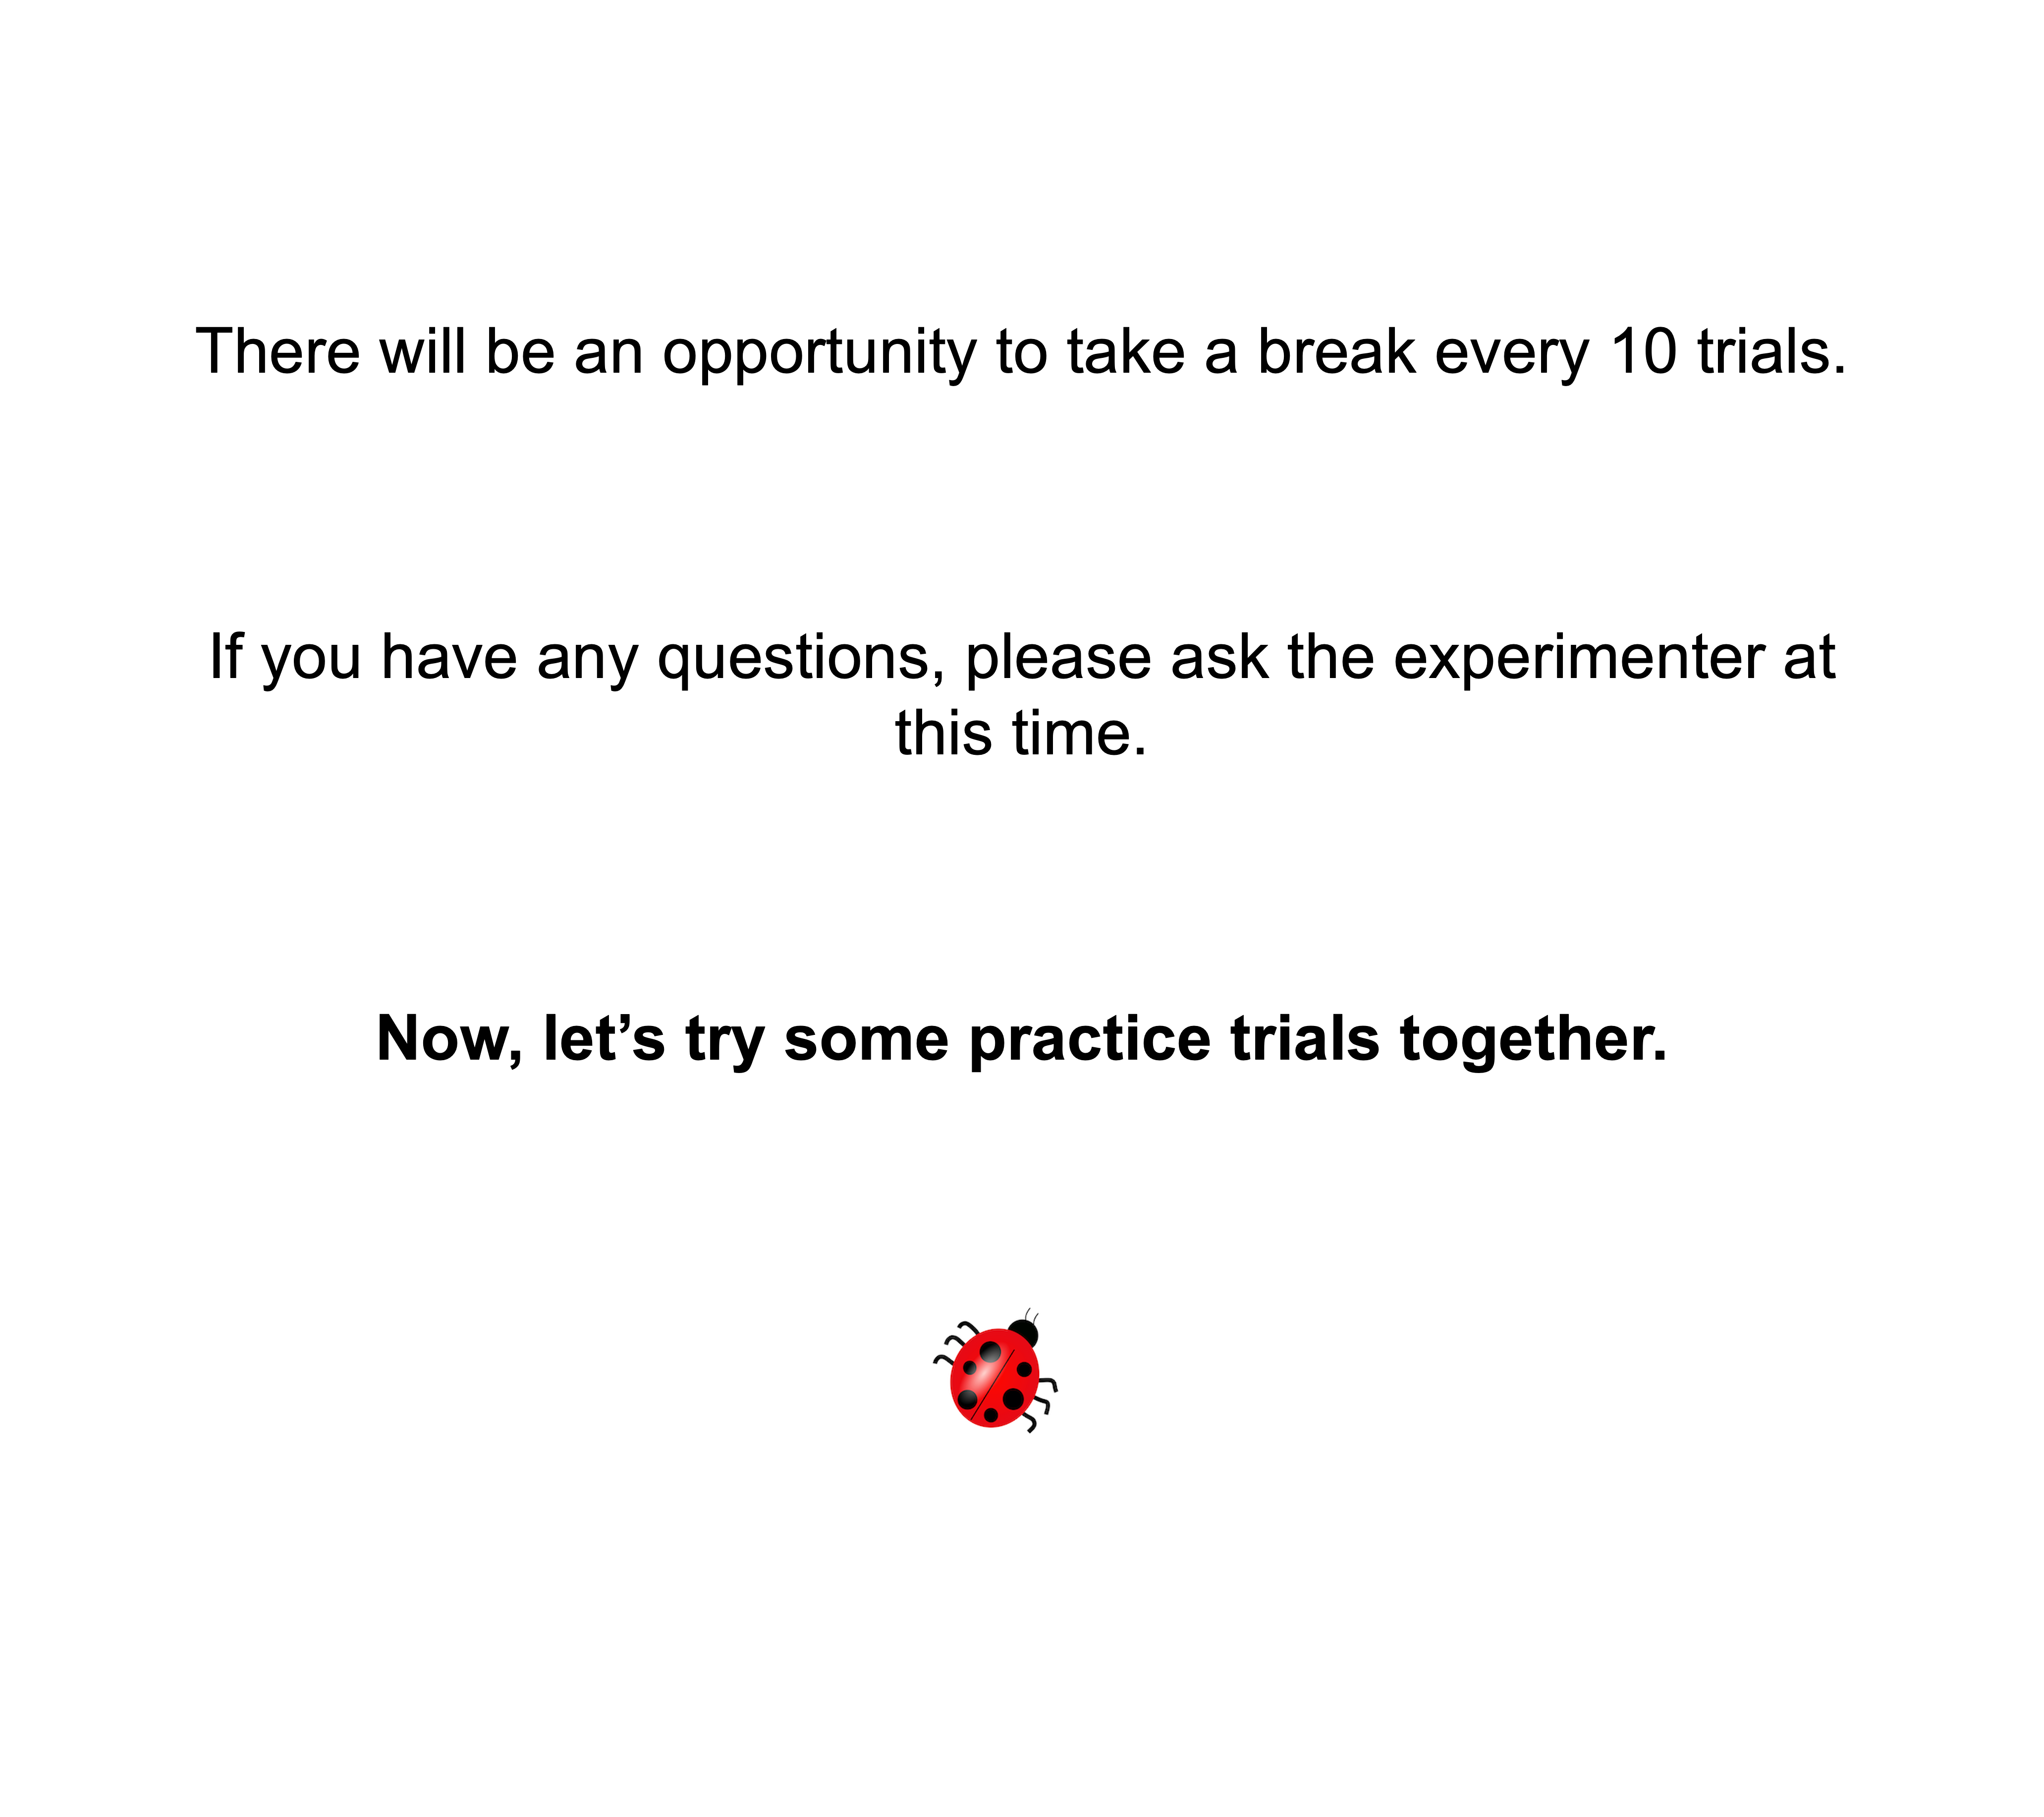 There will be an opportunity to take a break every 10 trials.
If you have any questions, please ask the experimenter at
this time.
Now, let’s try some practice trials together.